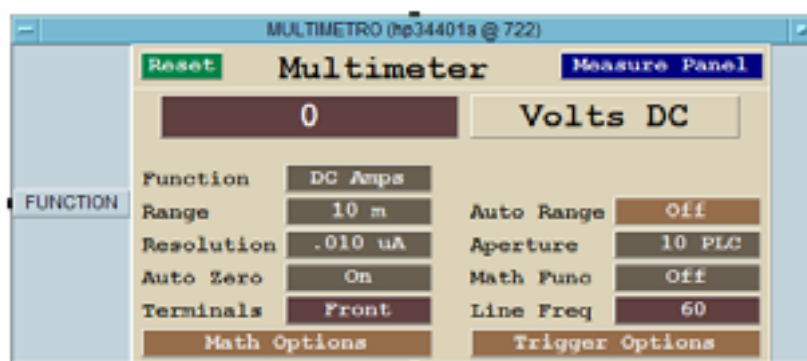 MULTIMETRO (hp34401a @ 722)
Reset Multimeter Measure Panel
0 Volts DC
Function DC Amps
FUNCTION
Range 10 m Auto Range Off
Resolution .010 uA Aperture 10 PLC
Auto Zero On Math Func Off
Terminals Front Line Freq 60
Math Options Trigger Options